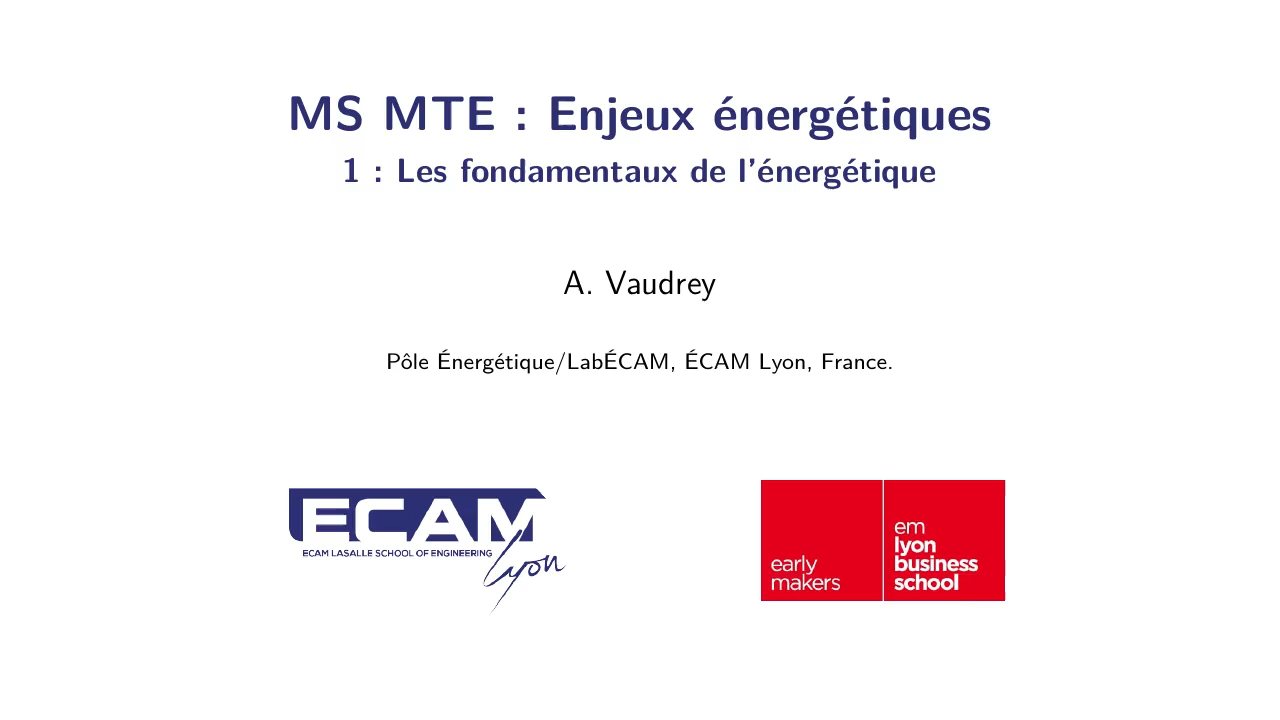 MS MTE : Enjeux énergétiques
1 : Les fondamentaux de l'énergétique
A. Vaudrey
Pôle Énergétique/LabÉCAM, ÉCAM Lyon, France.
ECAM
ECAM LASALLE SCHOOL OF ENGINEERING
Lyon
early
makers
em
lyon
business
school